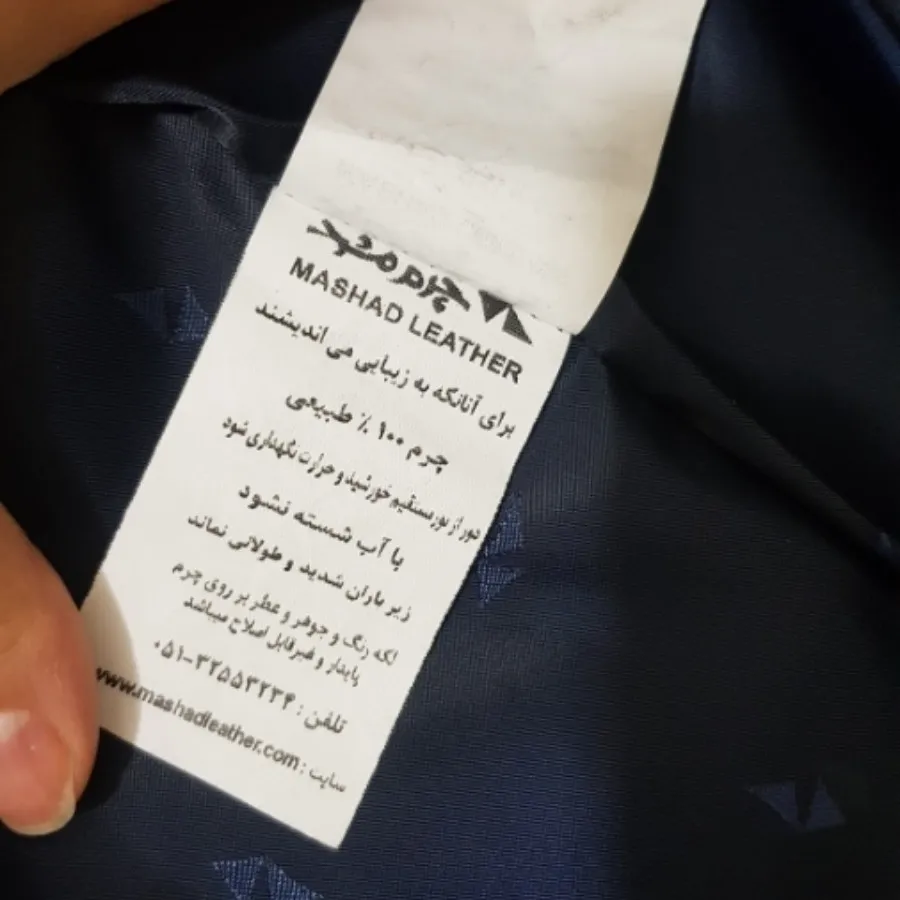 چرم مشهد
MASHAD LEATHER
برای آنانکه به زیبایی می اندیشند
چرم ۱۰۰ ٪ طبیعی
دور از نور مستقیم خورشید و حرارت نگهداری شود
با آب شسته نشود
زیر باران شدید و طولانی نماند
لکه رنگ و جوهر و عطر بر روی چرم
پایدار و غیرقابل اصلاح میباشد
تلفن : ۳۲۵۵۳۲۳۴-۰۵۱
سایت : www.mashadleather.com